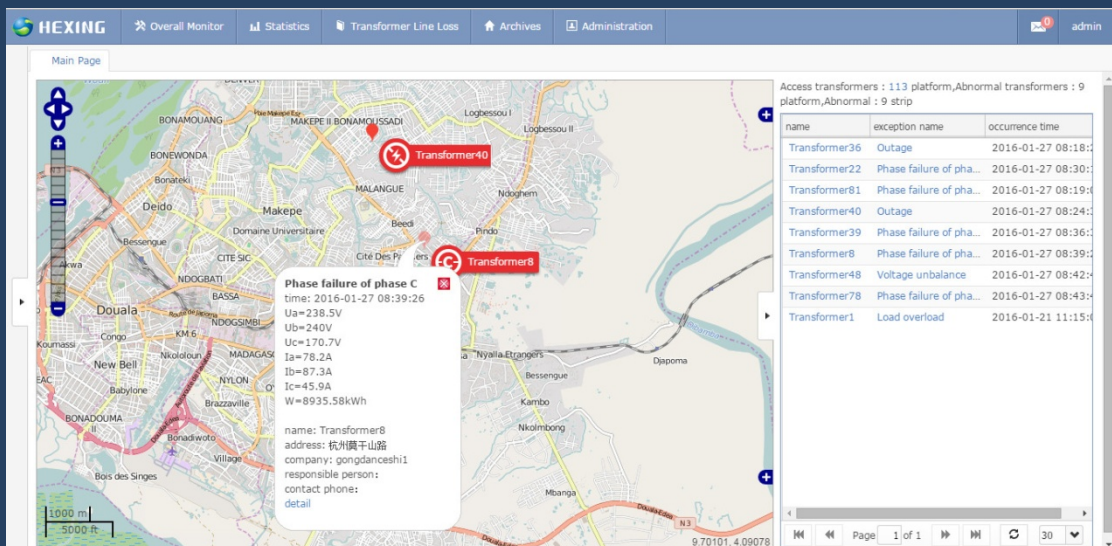 HEXING
Overall Monitor
Statistics
Transformer Line Loss
Archives
Administration
0
admin
Main Page
Access transformers : 113 platform,Abnormal transformers : 9
platform,Abnormal : 9 strip
name exception name occurrence time
Transformer36 Outage 2016-01-27 08:18:
Transformer22 Phase failure of pha... 2016-01-27 08:30:
Transformer81 Phase failure of pha... 2016-01-27 08:19:
Transformer40 Outage 2016-01-27 08:24:
Transformer39 Phase failure of pha... 2016-01-27 08:36:
Transformer8 Phase failure of pha... 2016-01-27 08:39:
Transformer48 Voltage unbalance 2016-01-27 08:42:
Transformer78 Phase failure of pha... 2016-01-27 08:43:
Transformer1 Load overload 2016-01-21 11:15:
Page 1 of 1 30
BONAMOUANG
MAKEPE II BONAMOUSSADI
Logbessou I
Logbessou II
Transformer40
BONEWONDA
Bonateki
MALANGUE
Ndoghem
Deido
Makepe
Beedi
Pindo
Domaine Universitaire
Bessengue
CITE SIC
Transformer8
Akwa
NDOGBATI
BASSA
Douala
NDOGSIMBI
Koumassi
Congo
KM 6
Nkololoun
New Bell
Nyalla Etrangers
Djapoma
Bessengue
NYLON
Babylone
Brazzaville
Kambo
BONADOUMA
II
Nkolmbong
Bonadiwoto
Village
Bois des Singes
Mbanga
Douala-Edea
N3
Phase failure of phase C
time: 2016-01-27 08:39:26
Ua=238.5V
Ub=240V
Uc=170.7V
Ia=78.2A
Ib=87.3A
Ic=45.9A
W=8935.58kWh
name: Transformer8
address: 杭州莫干山路
company: gongdanceshi1
responsible person:
contact phone:
detail
1000 m
5000 ft
9.70101, 4.09078